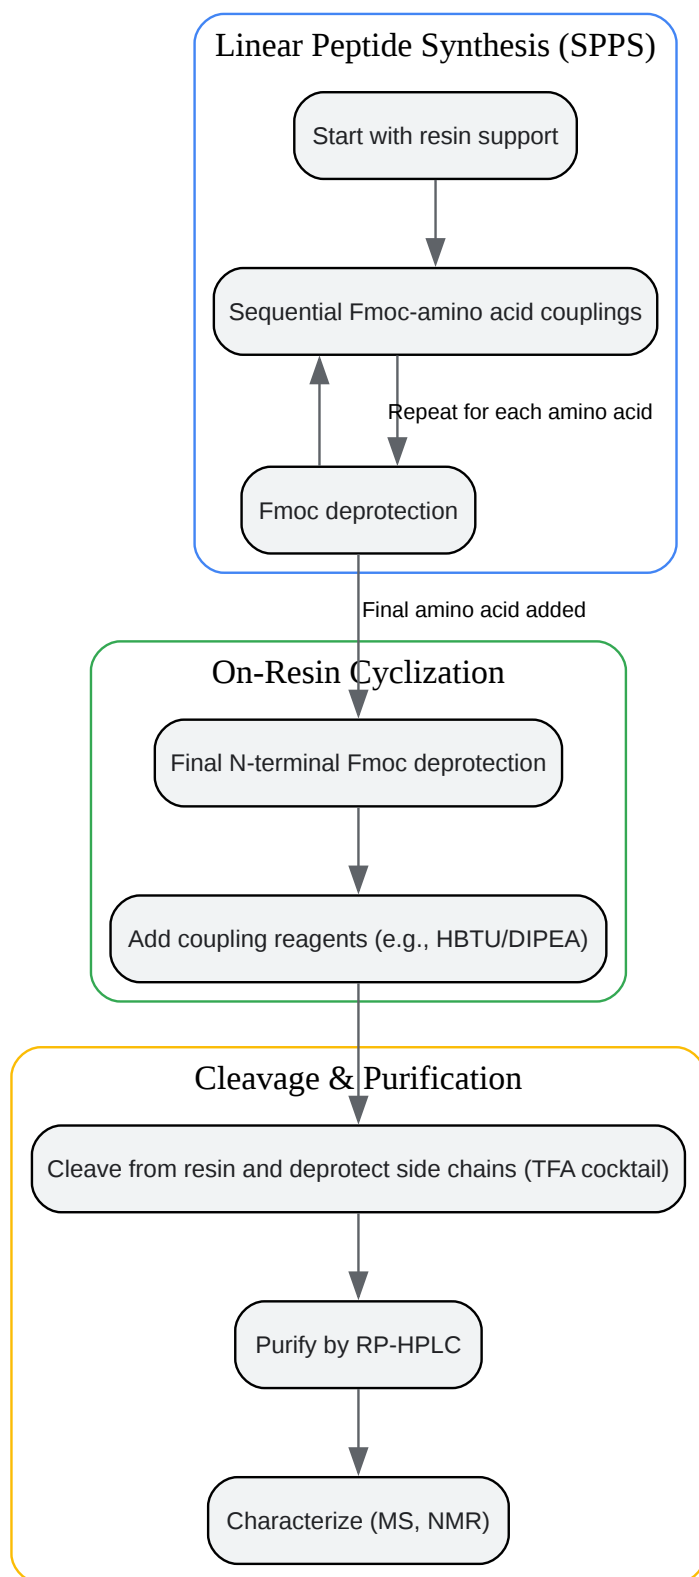 Linear Peptide Synthesis (SPPS)
Start with resin support
Sequential Fmoc-amino acid couplings
Repeat for each amino acid
Fmoc deprotection
Final amino acid added
On-Resin Cyclization
Final N-terminal Fmoc deprotection
Add coupling reagents (e.g., HBTU/DIPEA)
Cleavage & Purification
Cleave from resin and deprotect side chains (TFA cocktail)
Purify by RP-HPLC
Characterize (MS, NMR)